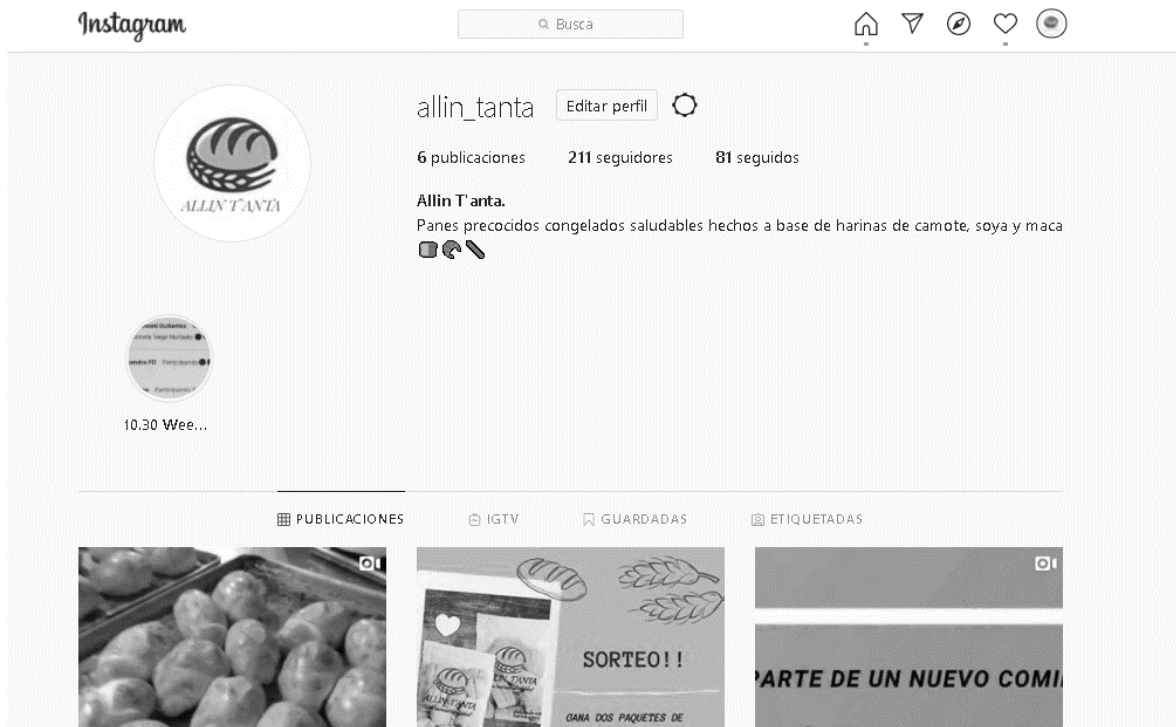 Instagram
Busca
allin_tanta Editar perfil
6 publicaciones 211 seguidores 81 seguidos
ALLIN T'ANTA
Allin T'anta.
Panes precocidos congelados saludables hechos a base de harinas de camote, soya y maca
10.30 Wee...
PUBLICACIONES IGTV GUARDADAS ETIQUETADAS
SORTEO!!
PARTE DE UN NUEVO COMI
ALLIN T'ANTA
GANA DOS PAQUETES DE